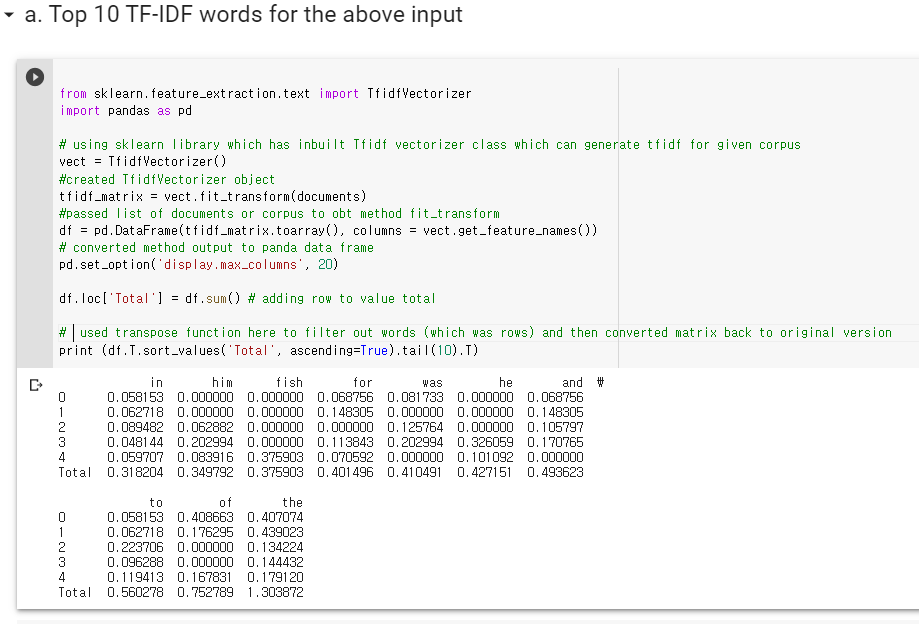 a. Top 10 TF-IDF words for the above input
from sklearn.feature_extraction.text import TfidfVectorizer
import pandas as pd
# using sklearn library which has inbuilt Tfidf vectorizer class which can generate tfidf for given corpus
vect = TfidfVectorizer()
#created TfidfVectorizer object
tfidf_matrix = vect.fit_transform(documents)
#passed list of documents or corpus to obt method fit_transform
df = pd.DataFrame(tfidf_matrix.toarray(), columns = vect.get_feature_names())
# converted method output to panda data frame
pd.set_option('display.max_columns', 20)
df.loc['Total'] = df.sum() # adding row to value total
# used transpose function here to filter out words (which was rows) and then converted matrix back to original version
print (df.T.sort_values('Total', ascending=True).tail(10).T)
in him fish for was he and ₩
0 0.058153 0.000000 0.000000 0.068756 0.081733 0.000000 0.068756
1 0.062718 0.000000 0.000000 0.148305 0.000000 0.000000 0.148305
2 0.089482 0.062882 0.000000 0.000000 0.125764 0.000000 0.105797
3 0.048144 0.202994 0.000000 0.113843 0.202994 0.326059 0.170765
4 0.059707 0.083916 0.375903 0.070592 0.000000 0.101092 0.000000
Total 0.318204 0.349792 0.375903 0.401496 0.410491 0.427151 0.493623
to of the
0 0.058153 0.408663 0.407074
1 0.062718 0.176295 0.439023
2 0.223706 0.000000 0.134224
3 0.096288 0.000000 0.144432
4 0.119413 0.167831 0.179120
Total 0.560278 0.752789 1.303872